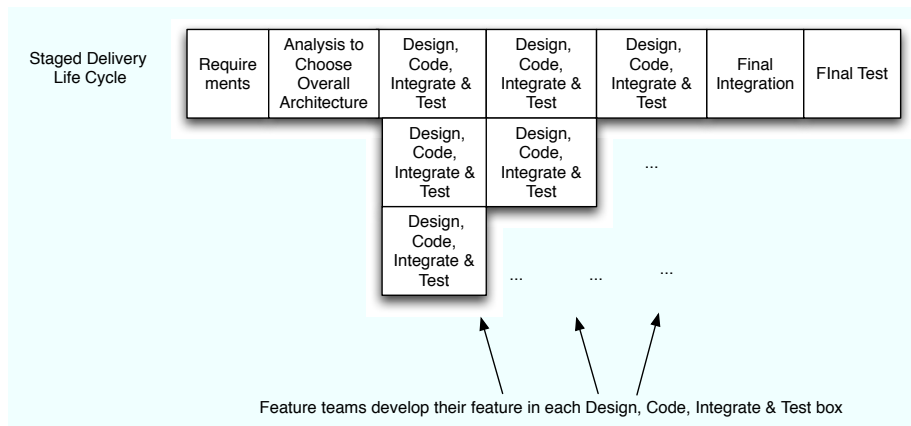 Staged Delivery
Life Cycle
Require
ments
Analysis to
Choose
Overall
Architecture
Design,
Code,
Integrate &
Test
Design,
Code,
Integrate &
Test
Design,
Code,
Integrate &
Test
Final
Integration
FInal Test
Design,
Code,
Integrate &
Test
Design,
Code,
Integrate &
Test
...
Design,
Code,
Integrate &
Test
...
...
...
Feature teams develop their feature in each Design, Code, Integrate & Test box